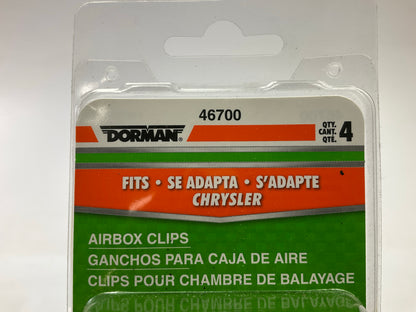 46700
DORMAN®
QTY.
CANT.
QTÉ.
4
FITS • SE ADAPTA • S'ADAPTE
CHRYSLER
AIRBOX CLIPS
GANCHOS PARA CAJA DE AIRE
CLIPS POUR CHAMBRE DE BALAYAGE